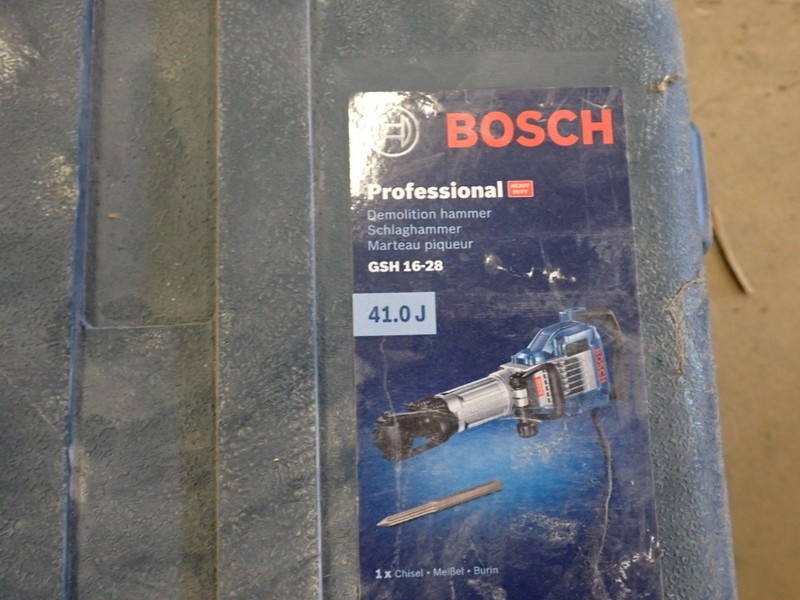 BOSCH
Professional HEAVY DUTY
Demolition hammer
Schlaghammer
Marteau piqueur
GSH 16-28
41.0 J
BOSCH
1 x Chisel • Meißel • Burin